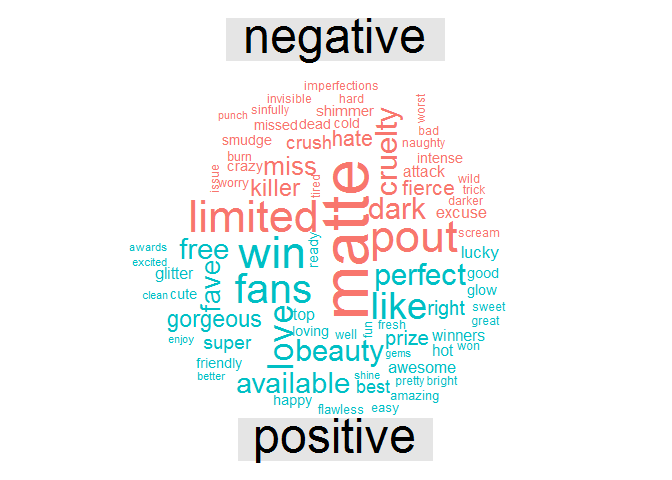 negative
imperfections
invisible hard
punch sinfully shimmer worst
missed dead cold bad
smudge crush hate cruelty naughty
burn crazy miss intense
issue worry killer tired attack wild
matte fierce trick
limited dark darker
excuse
pout scream
awards free win ready lucky
excited
glitter fave fans perfect good
clean cute like right glow
gorgeous love top sweet
loving well fun fresh great
enjoy super beauty prize winners
gems hot won
friendly awesome
better available shine best pretty bright
happy amazing
flawless easy
positive